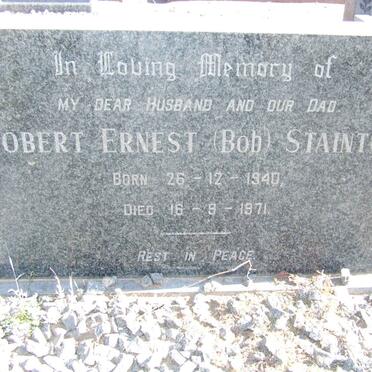 In Loving Memory of
MY DEAR HUSBAND AND OUR DAD
OBERT ERNEST (Bob) STAINT
BORN 26-12-1940,
DIED 16-9-1971.
REST IN PEACE.